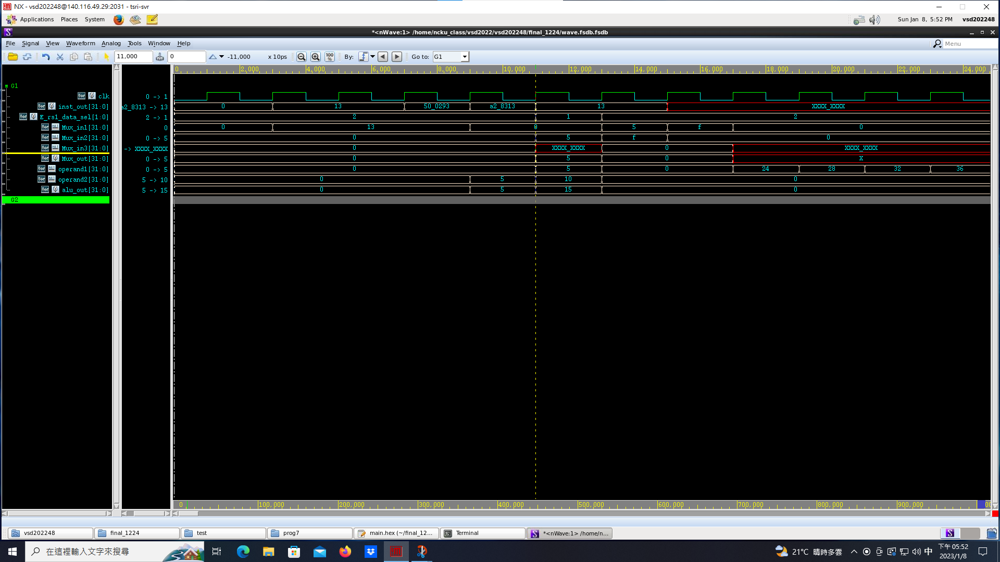 NX - vsd202248@140.116.49.29:2031 - tsri-svr
Applications Places System Sun Jan 8, 5:52 PM vsd202248
*<nWave:1> /home/ncku_class/vsd2022/vsd202248/final_1224/wave.fsdb.fsdb
File Signal View Waveform Analog Tools Window Help Menu
11,000 0 -11,000 x 10ps 100 % By: Go to: G1
0 2,000 4,000 6,000 8,000 10,000 12,000 14,000 16,000 18,000 20,000 22,000 24,000
G1
clk 0 -> 1
inst_out[31:0] a2_8313 -> 13 0 13 50_0293 a2_8313 13 XXXX_XXXX
E_rs1_data_sel[1:0] 2 -> 1 2 1 2
Mux_in1[31:0] 0 0 13 0 5 f 0
Mux_in2[31:0] 0 -> 5 0 5 f 0
Mux_in3[31:0] -> XXXX_XXXX 0 XXXX_XXXX 0 XXXX_XXXX
Mux_out[31:0] 0 -> 5 0 5 0 X
operand1[31:0] 0 -> 5 0 5 0 24 28 32 36
operand2[31:0] 5 -> 10 0 5 10 0
alu_out[31:0] 5 -> 15 0 5 15 0
G2
0 100,000 200,000 300,000 400,000 500,000 600,000 700,000 800,000 900,000
vsd202248 final_1224 test prog7 main.hex (~/final_12... Terminal *<nWave:1> /home/n...
在這裡輸入文字來搜尋 21°C 晴時多雲 中 下午 05:52
2023/1/8